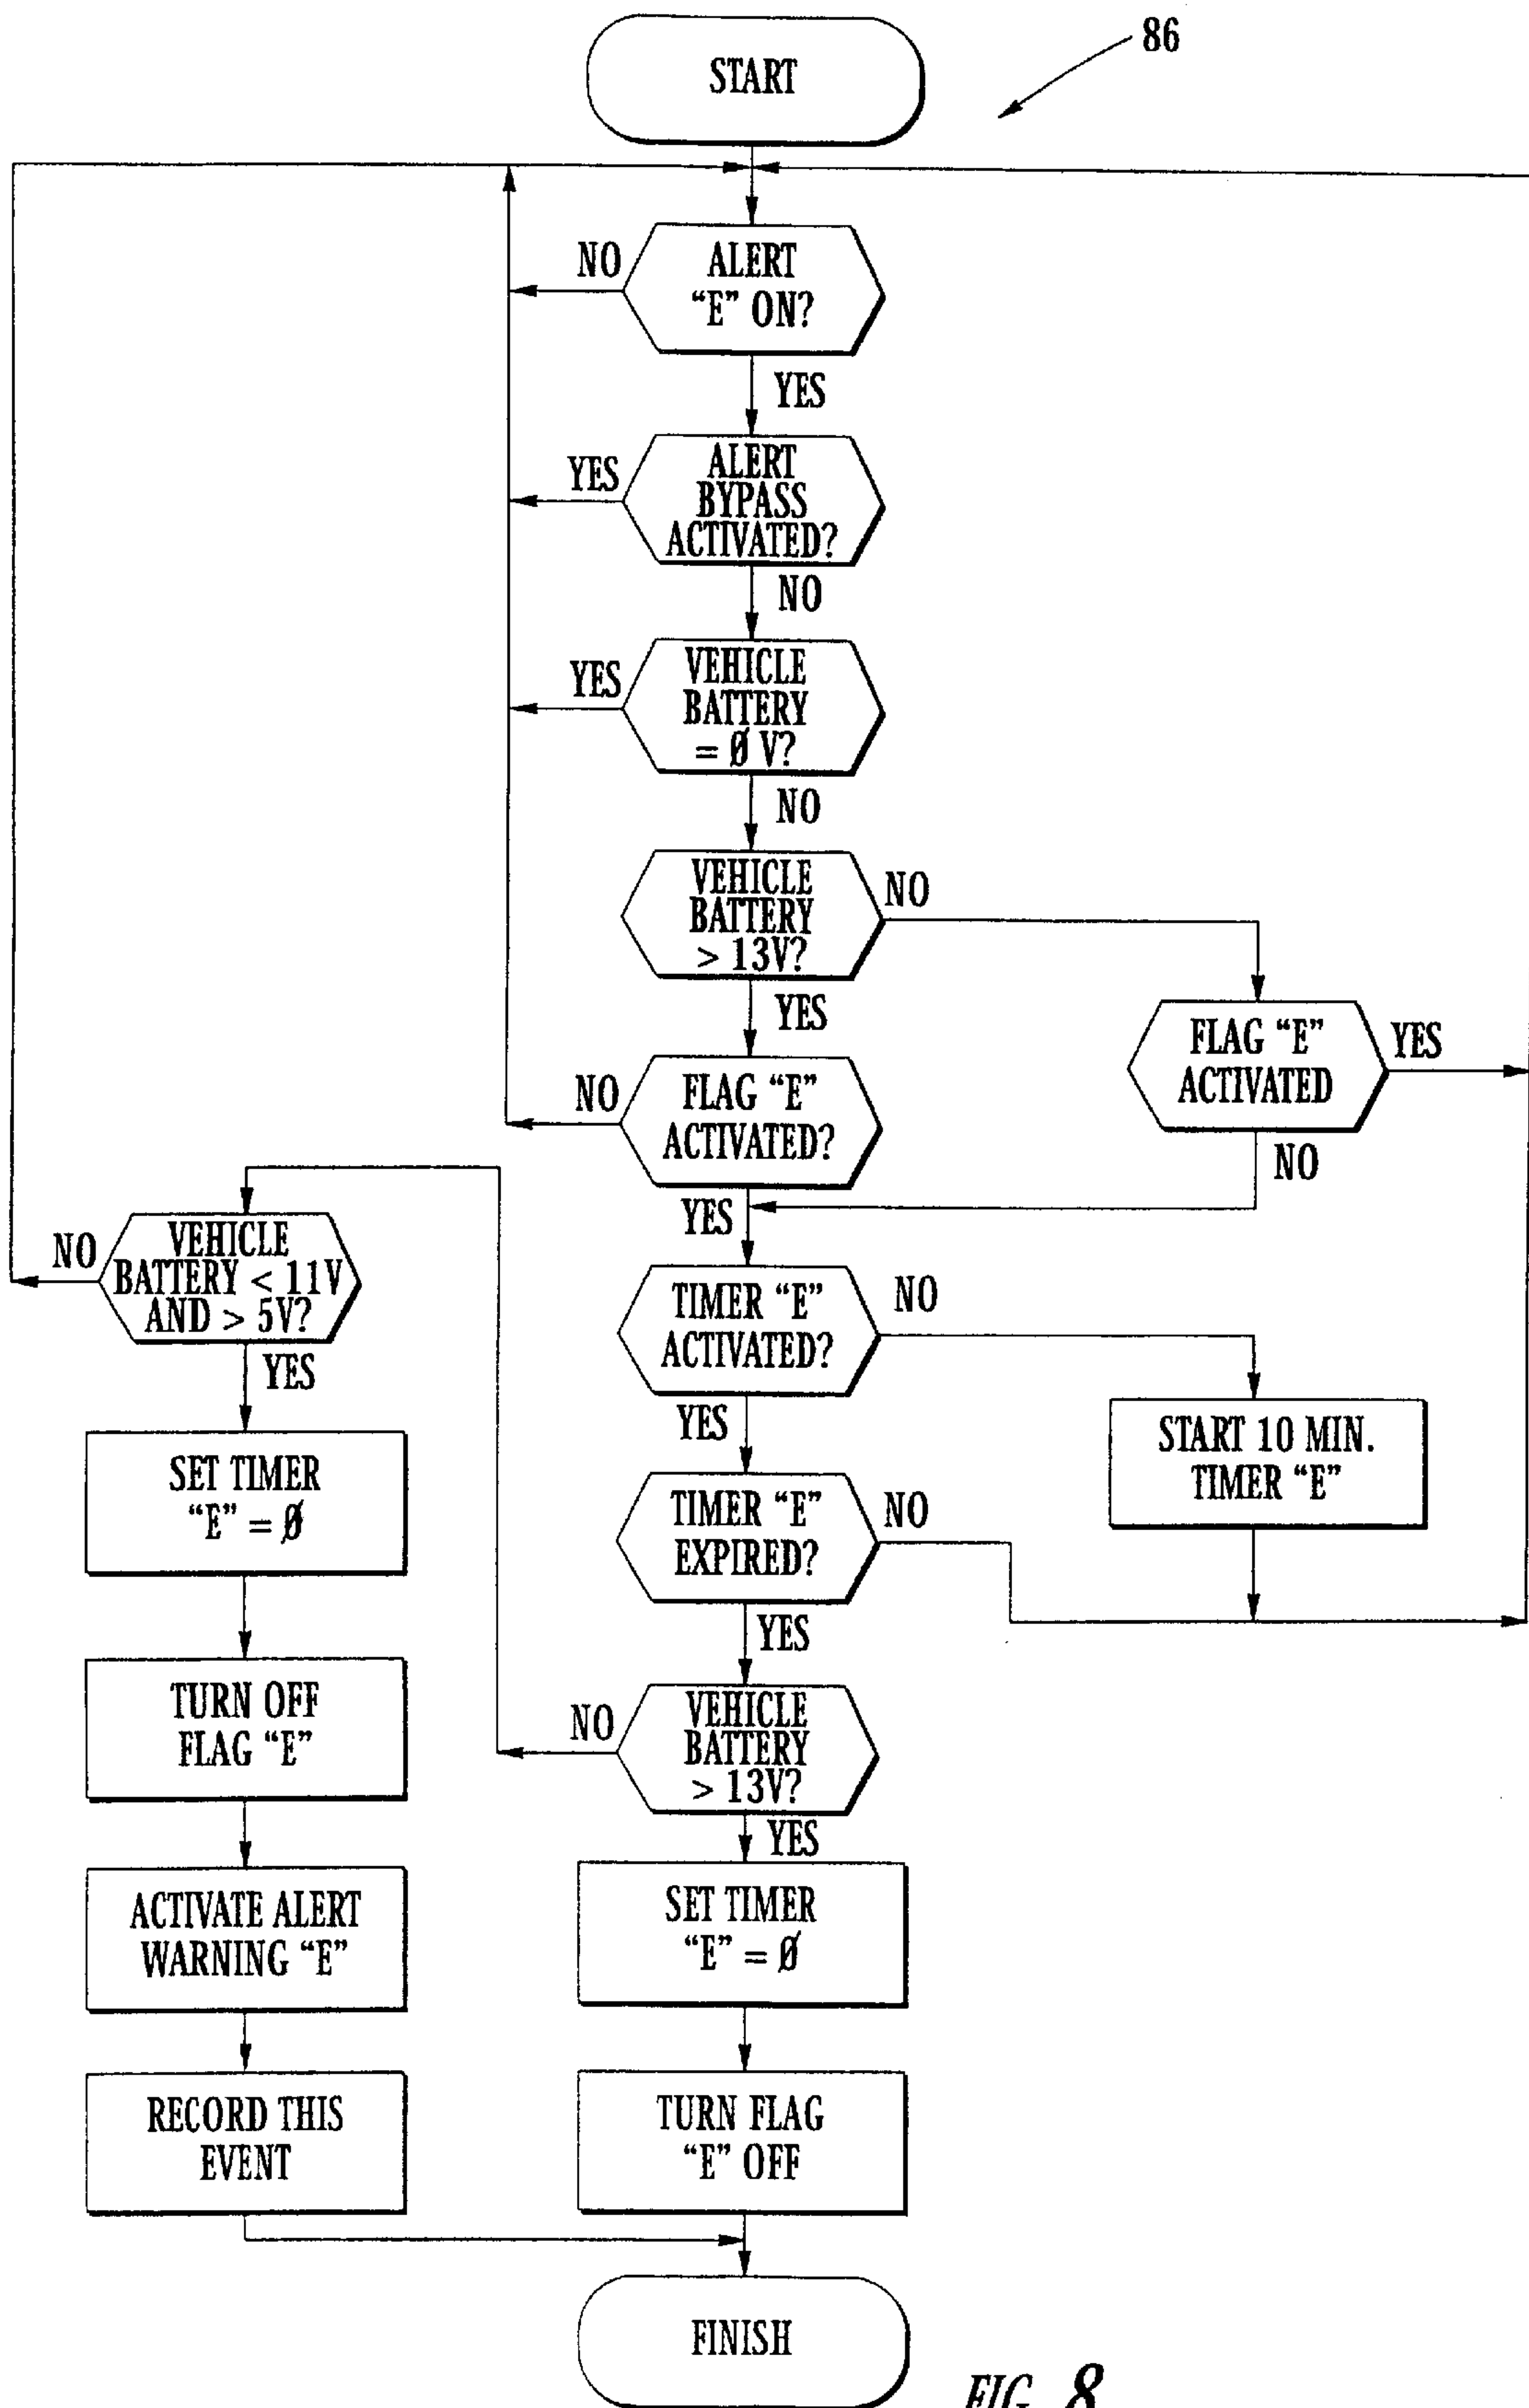 START
86
NO
ALERT
“E” ON?
YES
YES
ALERT
BYPASS
ACTIVATED?
NO
YES
VEHICLE
BATTERY
= Ø V?
NO
VEHICLE
BATTERY
> 13V?
NO
YES
FLAG “E”
ACTIVATED
YES
NO
NO
FLAG “E”
ACTIVATED?
YES
NO
VEHICLE
BATTERY < 11V
AND > 5V?
YES
TIMER “E”
ACTIVATED?
NO
YES
START 10 MIN.
TIMER “E”
SET TIMER
“E” = Ø
TIMER “E”
EXPIRED?
NO
YES
TURN OFF
FLAG “E”
NO
VEHICLE
BATTERY
> 13V?
YES
ACTIVATE ALERT
WARNING “E”
SET TIMER
“E” = Ø
RECORD THIS
EVENT
TURN FLAG
“E” OFF
FINISH
FIG. 8